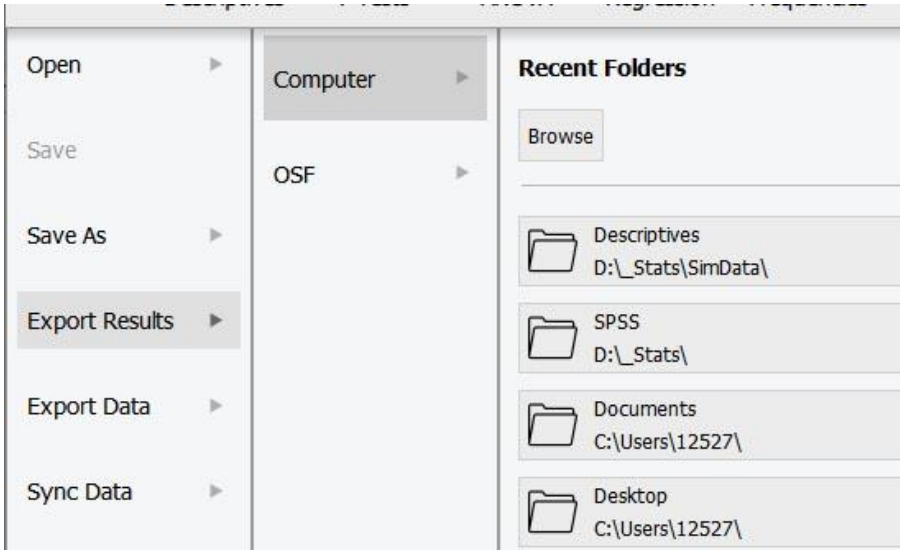 Open
Save
Save As
Export Results
Export Data
Sync Data
Computer
OSF
Recent Folders
Browse
Descriptives
D:\_Stats\SimData\
SPSS
D:\_Stats\
Documents
C:\Users\12527\
Desktop
C:\Users\12527\